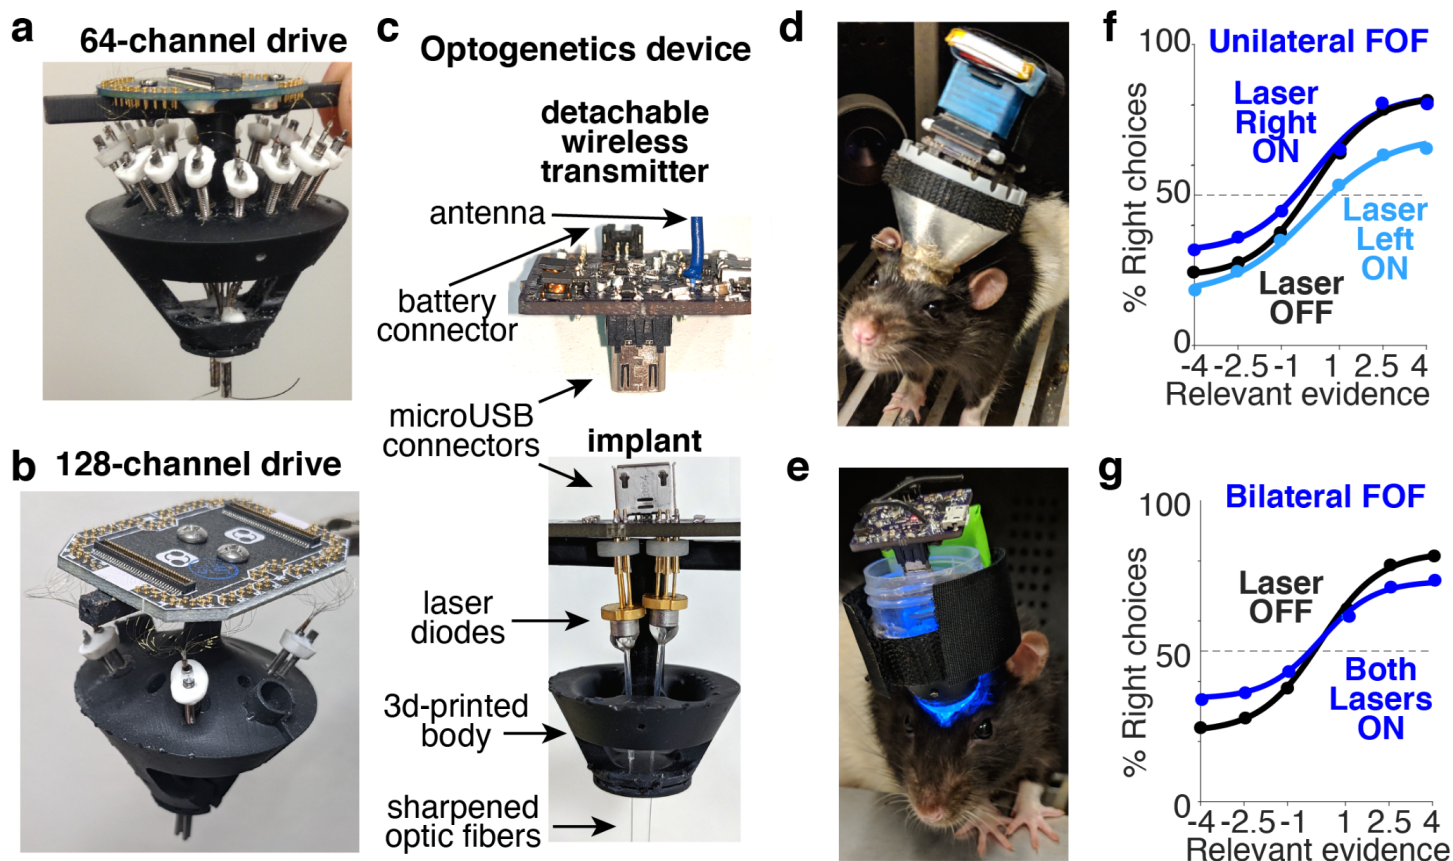 a
64-channel drive
b
128-channel drive
c
Optogenetics device
detachable
wireless
transmitter
antenna
battery
connector
microUSB
connectors
implant
laser
diodes
3d-printed
body
sharpened
optic fibers
d
e
f
Unilateral FOF
% Right choices
100
50
0
Laser
Right
ON
Laser
Left
ON
Laser
OFF
-4 -2.5 -1 1 2.5 4
Relevant evidence
g
Bilateral FOF
% Right choices
100
50
0
Laser
OFF
Both
Lasers
ON
-4 -2.5 -1 1 2.5 4
Relevant evidence